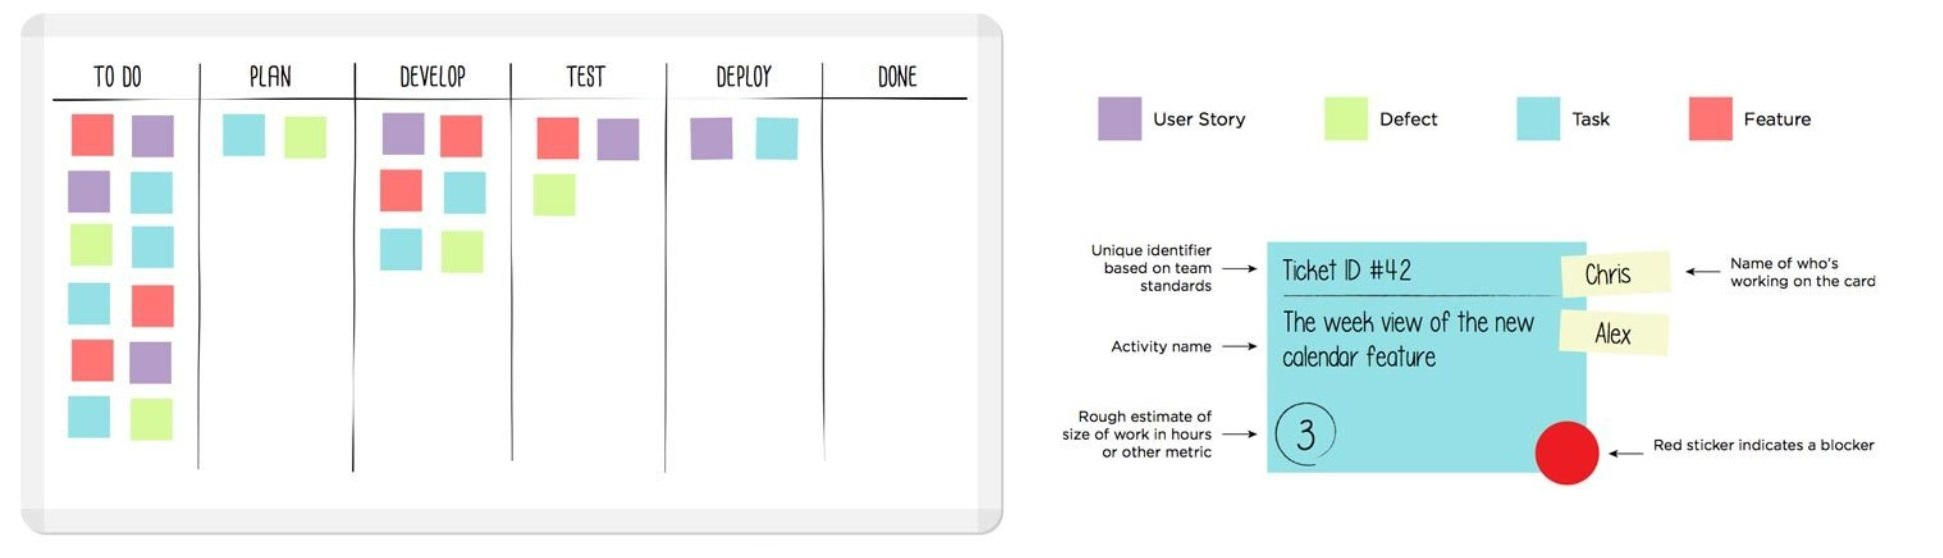 TO DO
PLAN
DEVELOP
TEST
DEPLOY
DONE
User Story
Defect
Task
Feature
Unique identifier
based on team
standards
Ticket ID #42
Chris
Name of who's
working on the card
Activity name
The week view of the new
calendar feature
Alex
Rough estimate of
size of work in hours
or other metric
3
Red sticker indicates a blocker